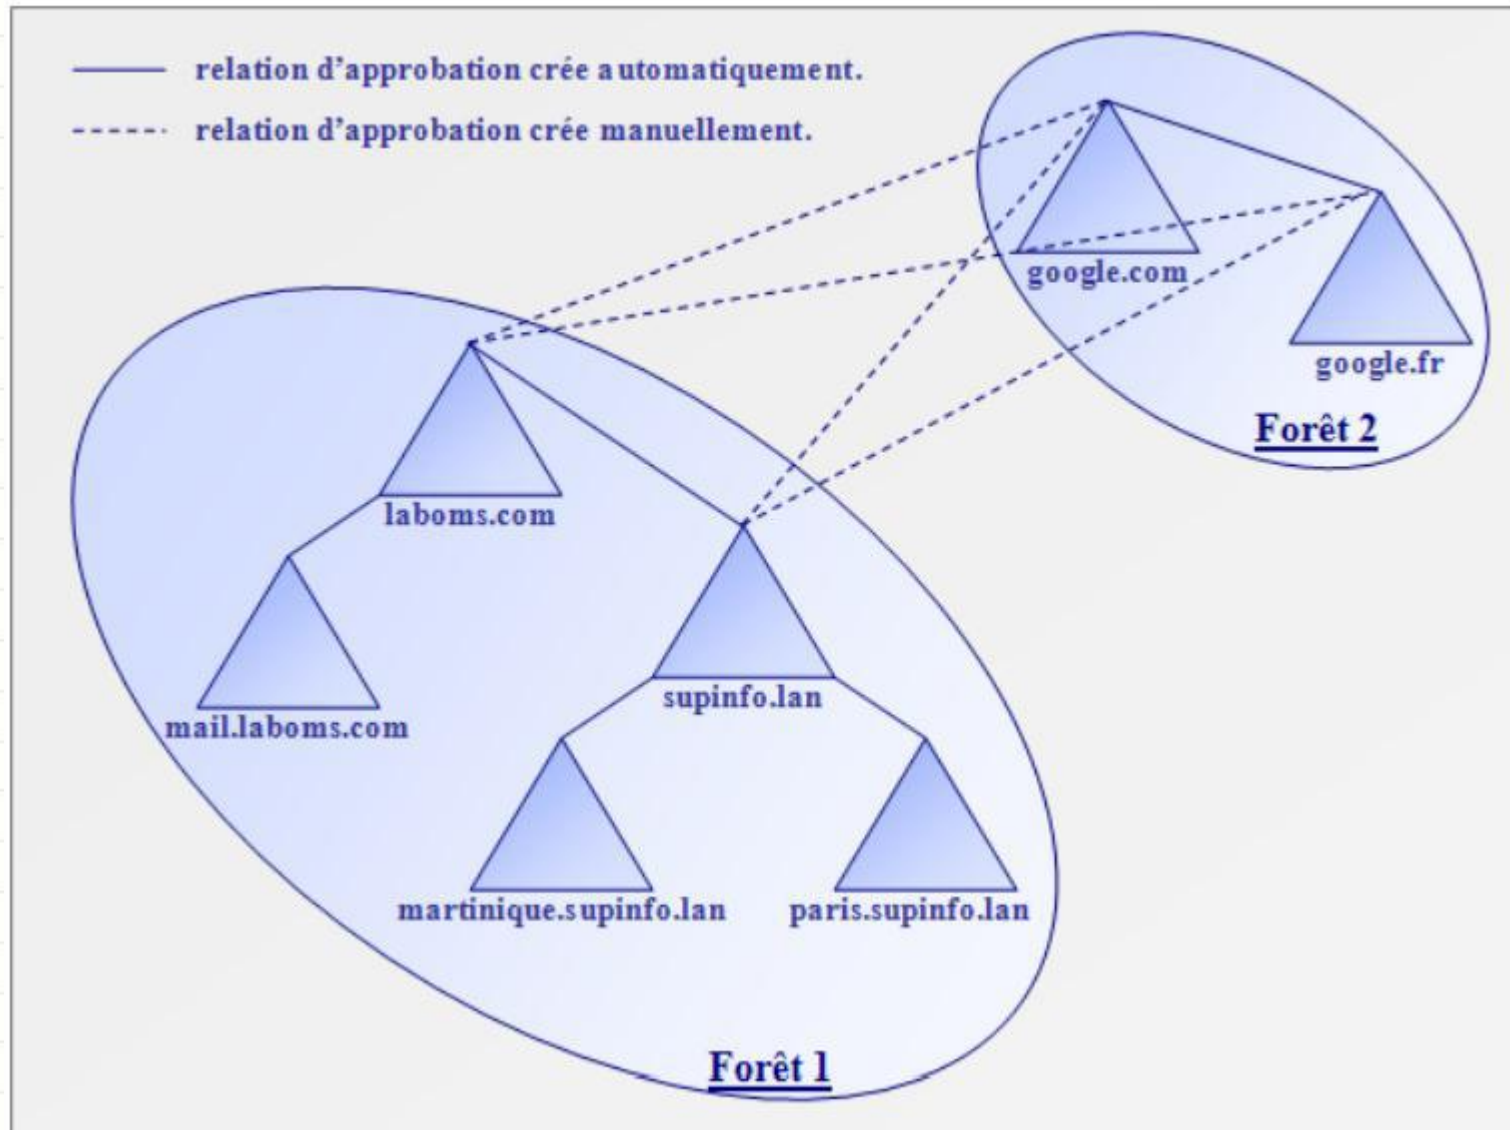 relation d'approbation crée automatiquement.
relation d'approbation crée manuellement.
google.com
google.fr
Forêt 2
laboms.com
supinfo.lan
mail.laboms.com
martinique.supinfo.lan
paris.supinfo.lan
Forêt 1